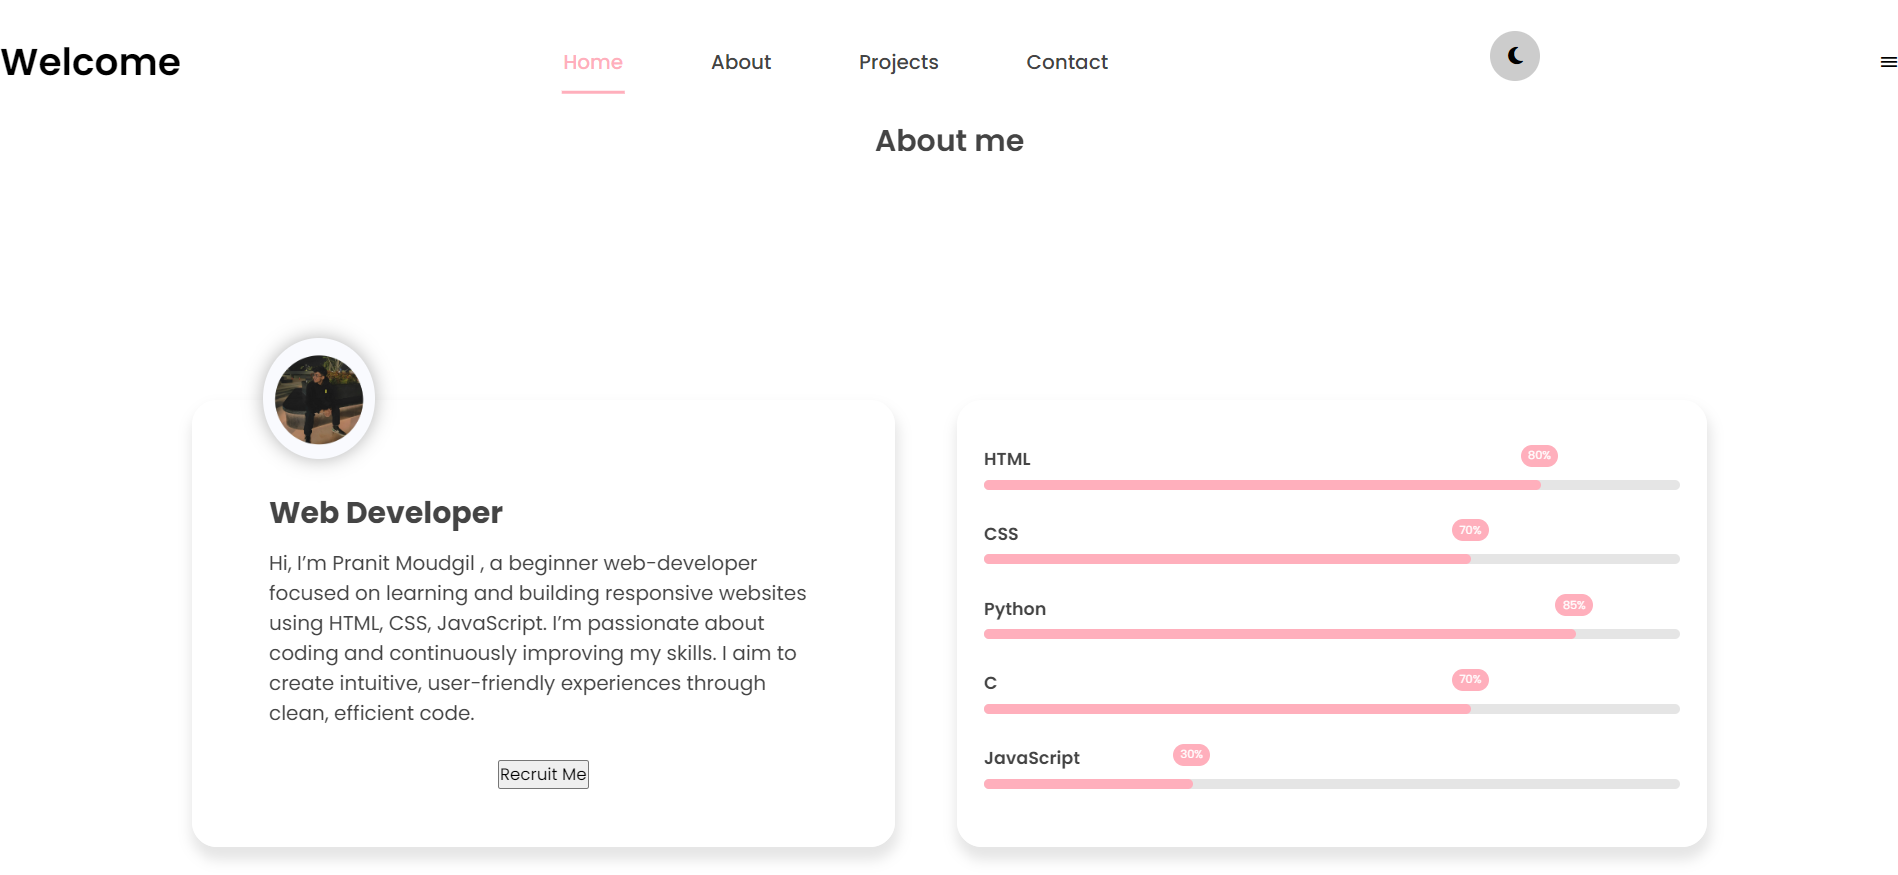 Welcome
Home
About
Projects
Contact
About me
Web Developer
Hi, I’m Pranit Moudgil , a beginner web-developer
focused on learning and building responsive websites
using HTML, CSS, JavaScript. I’m passionate about
coding and continuously improving my skills. I aim to
create intuitive, user-friendly experiences through
clean, efficient code.
Recruit Me
HTML
80%
CSS
70%
Python
85%
C
70%
JavaScript
30%